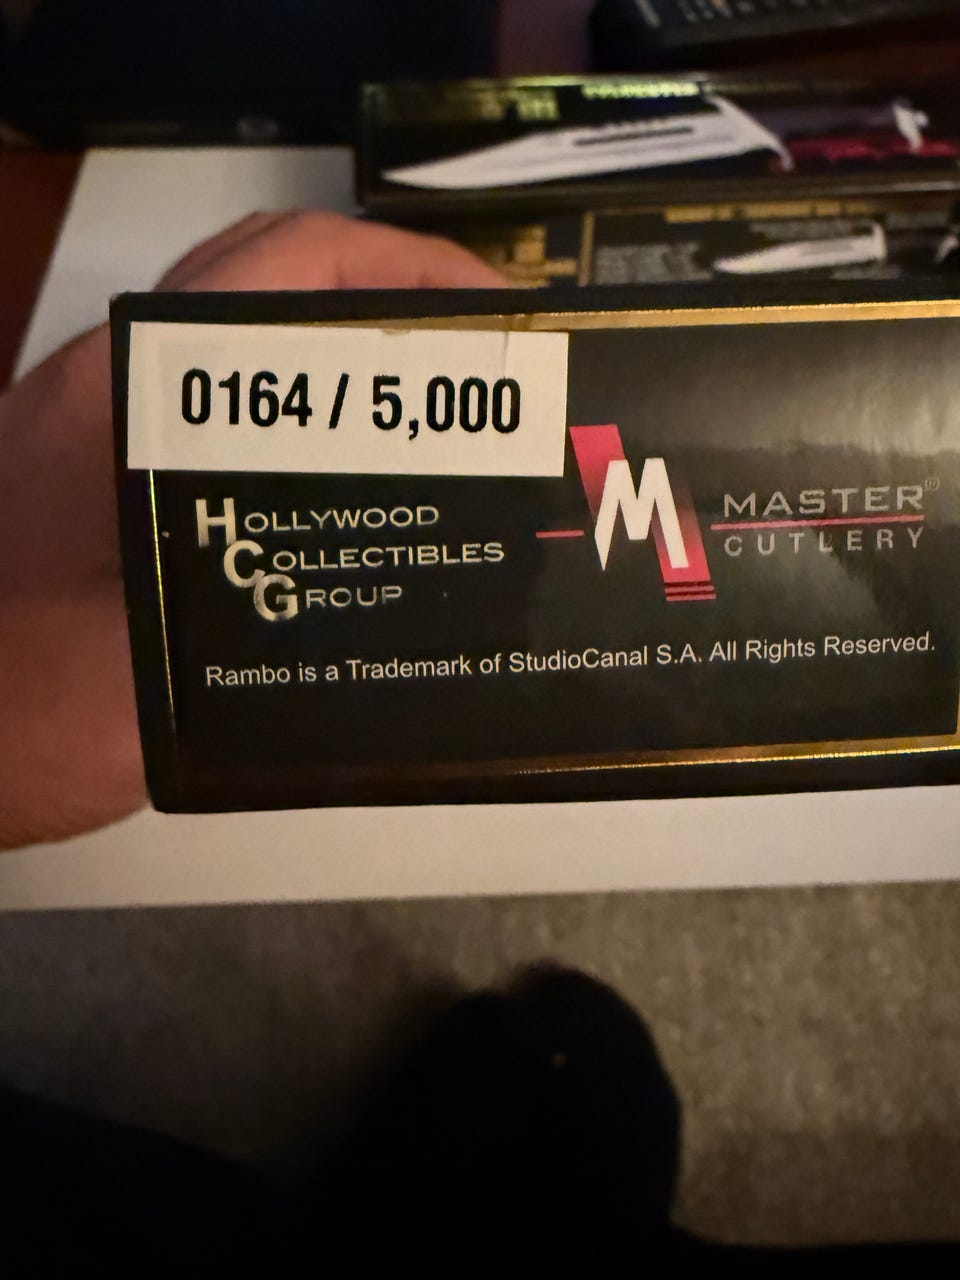 0164 / 5,000
HOLLYWOOD
COLLECTIBLES
GROUP
M
MASTER®
CUTLERY
Rambo is a Trademark of StudioCanal S.A. All Rights Reserved.